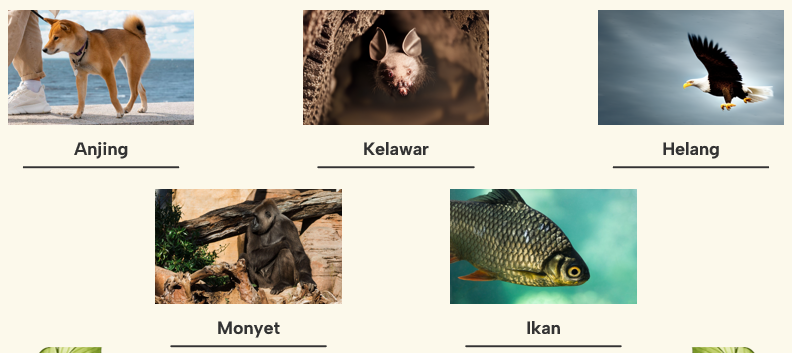 Anjing
Kelawar
Helang
Monyet
Ikan